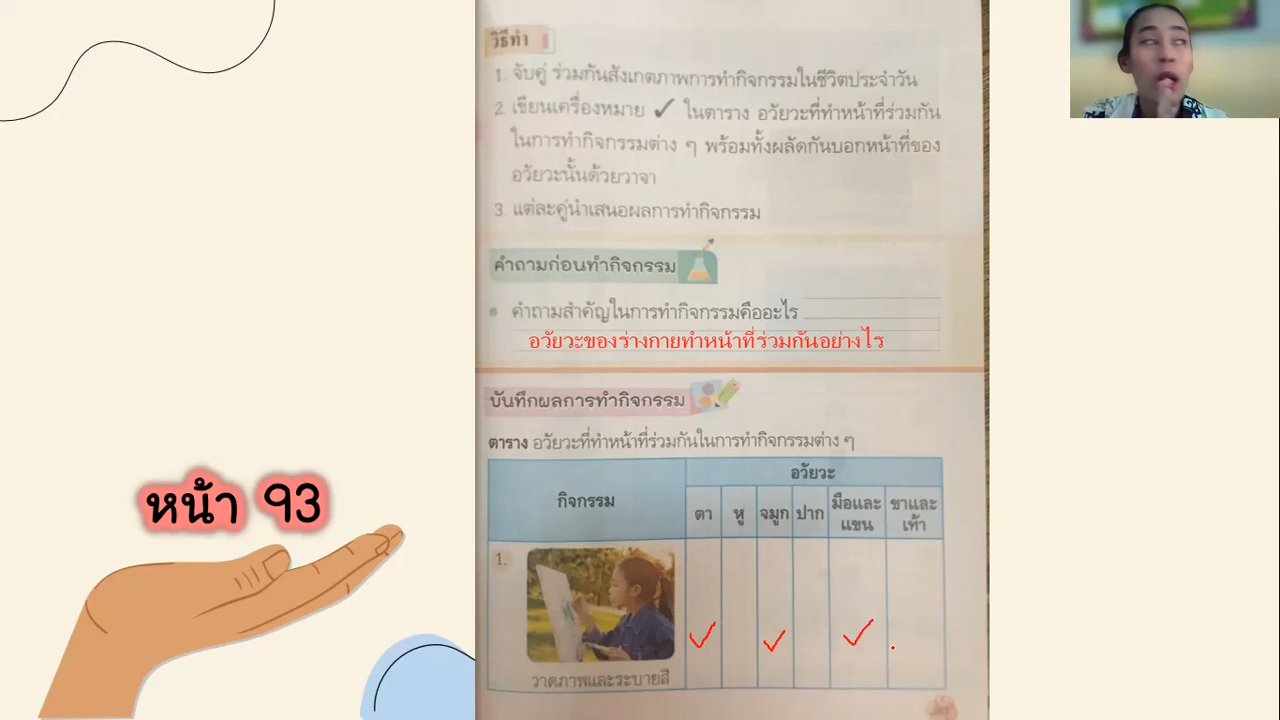 วิธีทำ
1. จับคู่ ร่วมกันสังเกตภาพการทำกิจกรรมในชีวิตประจำวัน
2. เขียนเครื่องหมาย ✓ ในตาราง อวัยวะที่ทำหน้าที่ร่วมกัน
ในการทำกิจกรรมต่าง ๆ พร้อมทั้งผลัดกันบอกหน้าที่ของ
อวัยวะนั้นด้วยวาจา
3. แต่ละคู่นำเสนอผลการทำกิจกรรม
คำถามก่อนทำกิจกรรม
คำถามสำคัญในการทำกิจกรรมคืออะไร
อวัยวะของร่างกายทำหน้าที่ร่วมกันอย่างไร
บันทึกผลการทำกิจกรรม
ตาราง อวัยวะที่ทำหน้าที่ร่วมกันในการทำกิจกรรมต่าง ๆ
กิจกรรม
อวัยวะ
ตา หู จมูก ปาก มือและแขน ขาและเท้า
1.
✓ ✓ ✓
วาดภาพและระบายสี
หน้า 93